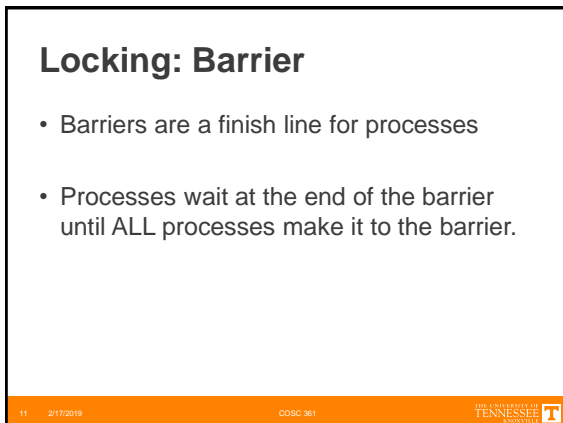 Locking: Barrier
• Barriers are a finish line for processes
• Processes wait at the end of the barrier
until ALL processes make it to the barrier.
11 2/17/2019 COSC 361
THE UNIVERSITY OF
TENNESSEE T
KNOXVILLE